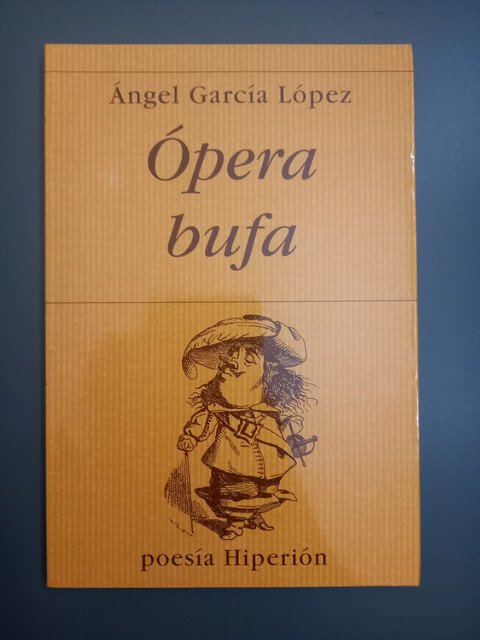 Ángel García López
Ópera
bufa
poesía Hiperión